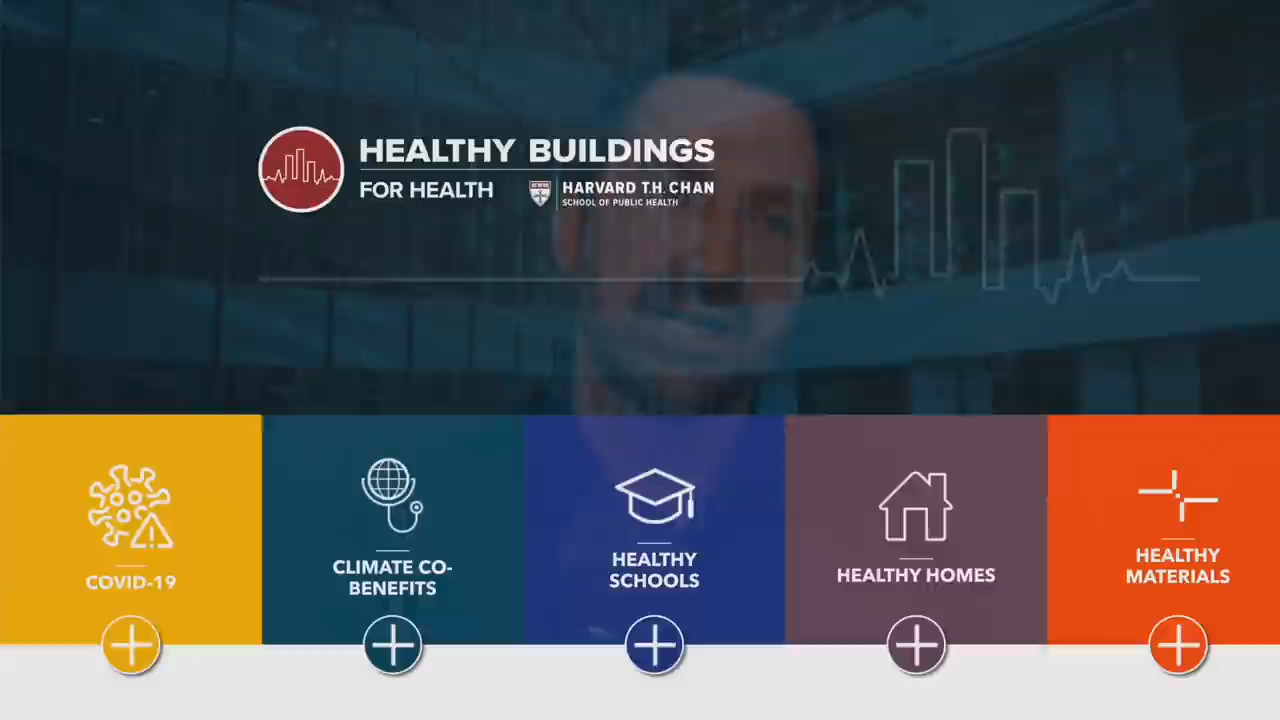 HEALTHY BUILDINGS
FOR HEALTH
HARVARD T.H. CHAN
SCHOOL OF PUBLIC HEALTH
COVID-19
CLIMATE CO-
BENEFITS
HEALTHY
SCHOOLS
HEALTHY HOMES
HEALTHY
MATERIALS